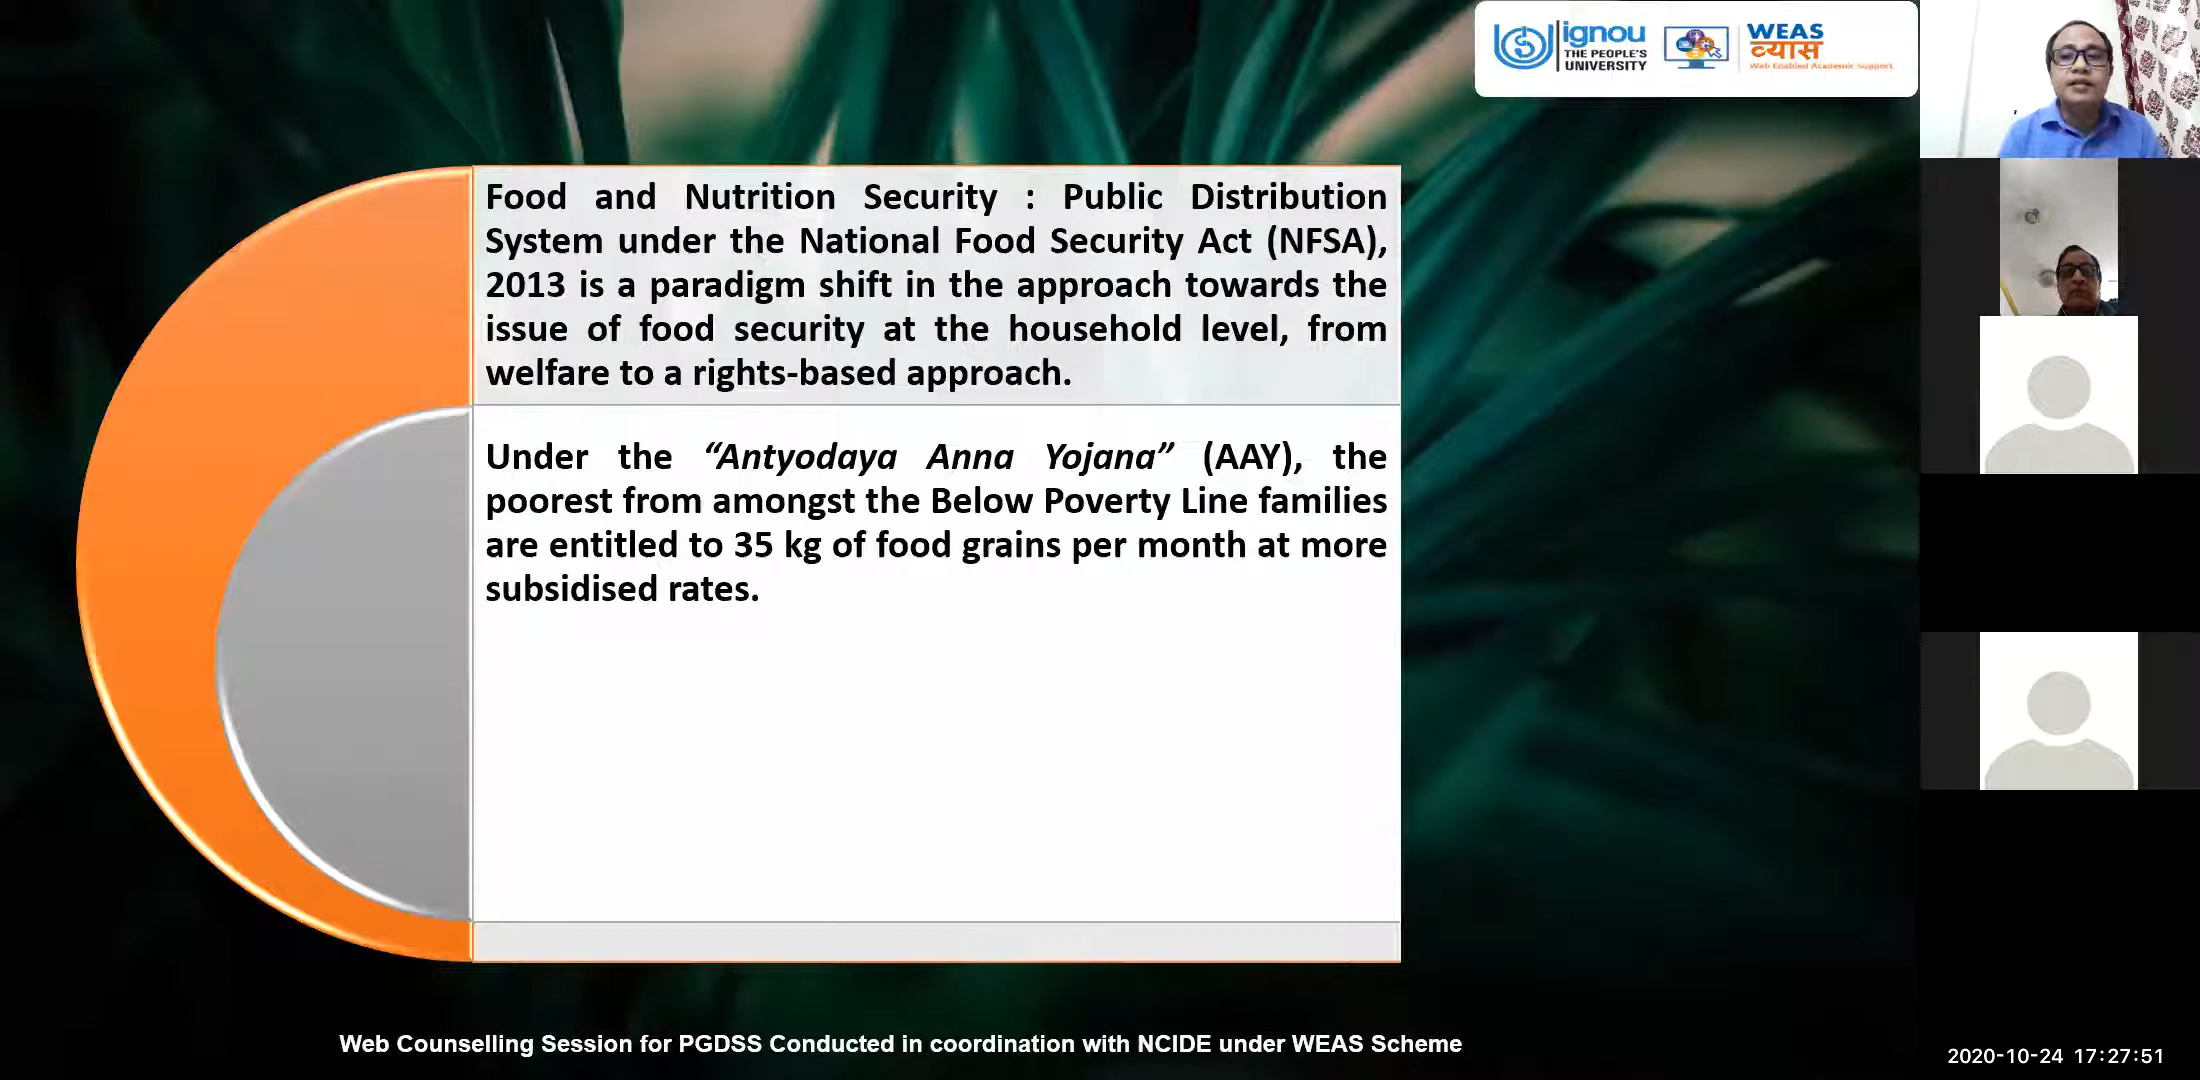 ignou
THE PEOPLE'S
UNIVERSITY
WEAS
व्यास
Web Enabled Academic Support
Food and Nutrition Security : Public Distribution
System under the National Food Security Act (NFSA),
2013 is a paradigm shift in the approach towards the
issue of food security at the household level, from
welfare to a rights-based approach.
Under the “Antyodaya Anna Yojana” (AAY), the
poorest from amongst the Below Poverty Line families
are entitled to 35 kg of food grains per month at more
subsidised rates.
Web Counselling Session for PGDSS Conducted in coordination with NCIDE under WEAS Scheme
2020-10-24 17:27:51